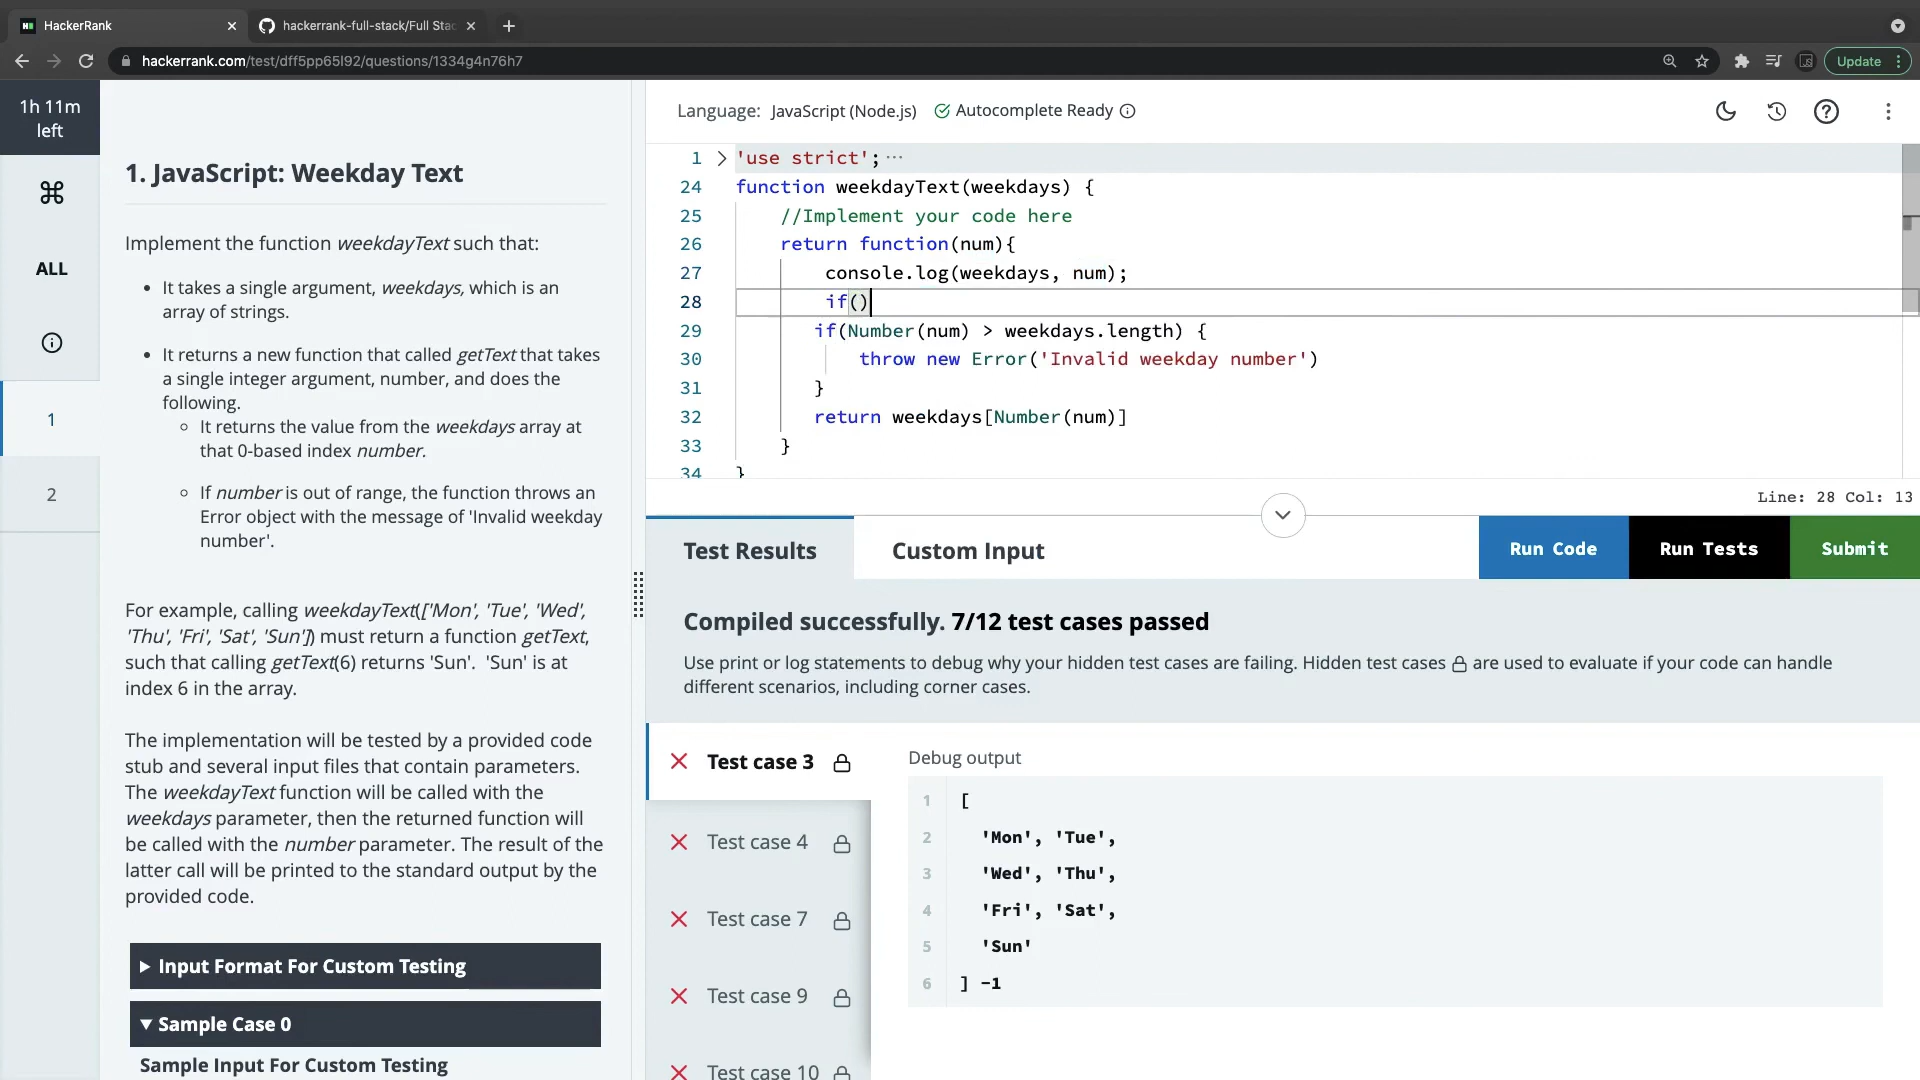 HackerRank
hackerrank-full-stack/Full Stac
hackerrank.com/test/dff5pp65l92/questions/1334g4n76h7
Update
1h 11m
left
ALL
1
2
1. JavaScript: Weekday Text
Implement the function weekdayText such that:
• It takes a single argument, weekdays, which is an
array of strings.
• It returns a new function that called getText that takes
a single integer argument, number, and does the
following.
It returns the value from the weekdays array at
that 0-based index number.
If number is out of range, the function throws an
Error object with the message of 'Invalid weekday
number'.
For example, calling weekdayText(['Mon', 'Tue', 'Wed',
'Thu', 'Fri', 'Sat', 'Sun']) must return a function getText,
such that calling getText(6) returns 'Sun'.  'Sun' is at
index 6 in the array.
The implementation will be tested by a provided code
stub and several input files that contain parameters.
The weekdayText function will be called with the
weekdays parameter, then the returned function will
be called with the number parameter. The result of the
latter call will be printed to the standard output by the
provided code.
Input Format For Custom Testing
Sample Case 0
Sample Input For Custom Testing
Language: JavaScript (Node.js) Autocomplete Ready
1 'use strict'; ···
24 function weekdayText(weekdays) {
25 //Implement your code here
26 return function(num){
27 console.log(weekdays, num);
28 if()
29 if(Number(num) > weekdays.length) {
30 throw new Error('Invalid weekday number')
31 }
32 return weekdays[Number(num)]
33 }
34 }
Line: 28 Col: 13
Test Results
Custom Input
Run Code
Run Tests
Submit
Compiled successfully. 7/12 test cases passed
Use print or log statements to debug why your hidden test cases are failing. Hidden test cases are used to evaluate if your code can handle
different scenarios, including corner cases.
Test case 3
Test case 4
Test case 7
Test case 9
Test case 10
Debug output
1 [
2 'Mon', 'Tue',
3 'Wed', 'Thu',
4 'Fri', 'Sat',
5 'Sun'
6 ] -1